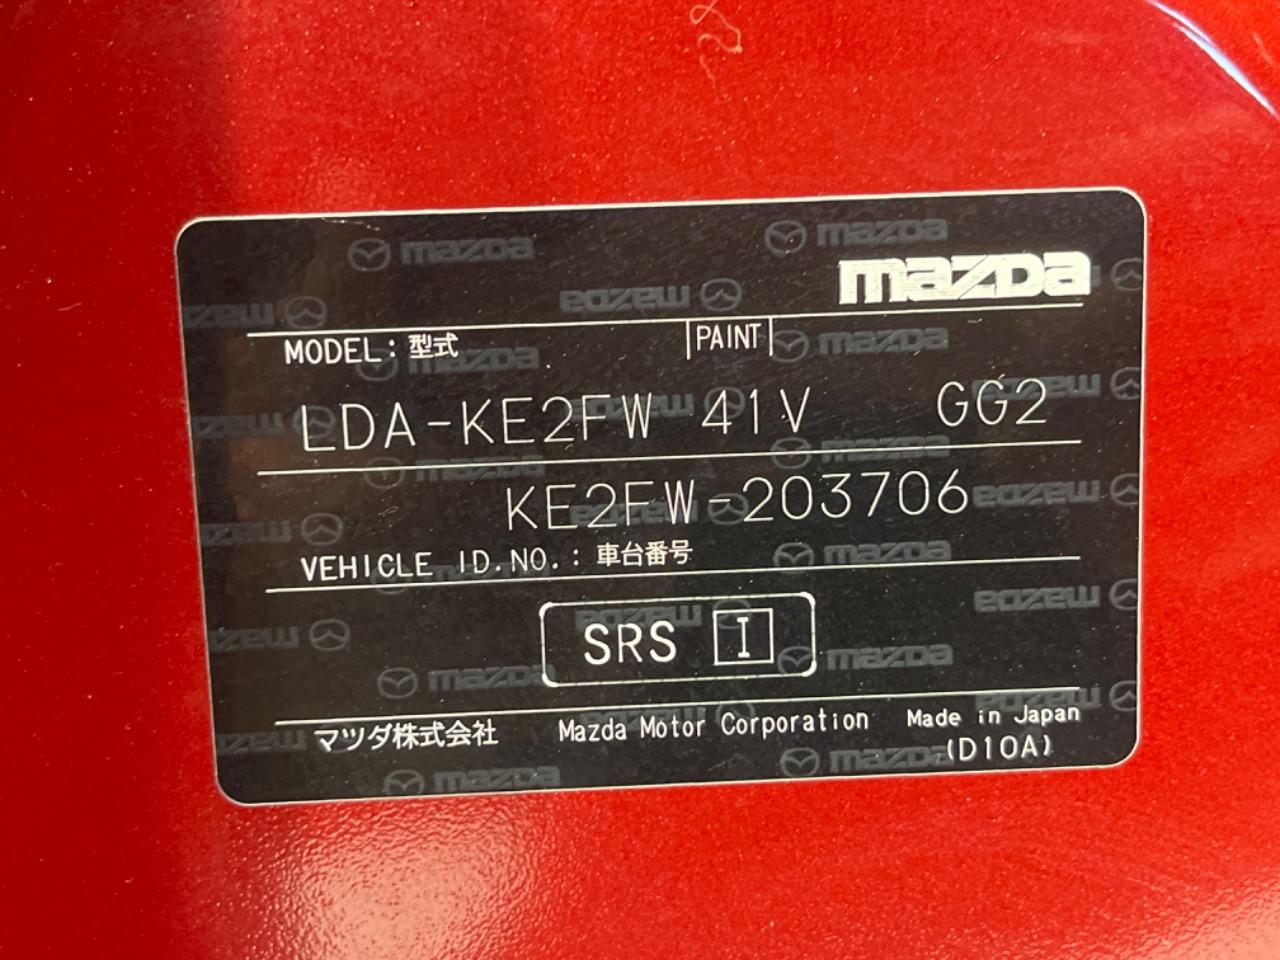 mazda
MODEL: 型式 PAINT
LDA-KE2FW 41V GG2
KE2FW-203706
VEHICLE ID.NO.: 車台番号
SRS I
マツダ株式会社 Mazda Motor Corporation Made in Japan
(D10A)